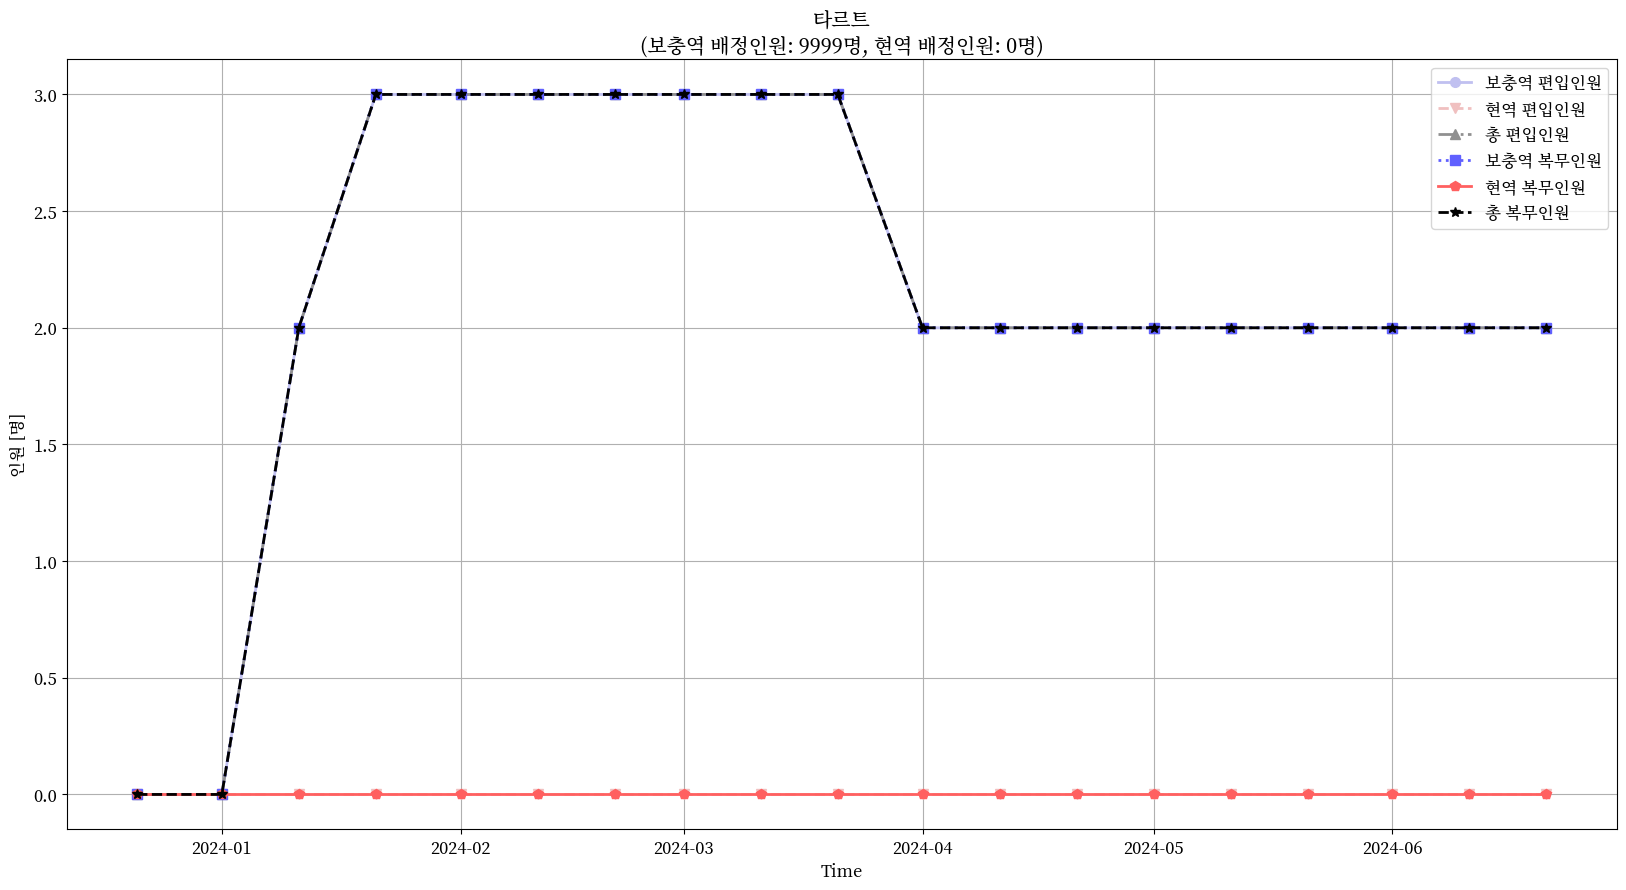 타르트
(보충역 배정인원: 9999명, 현역 배정인원: 0명)
보충역 편입인원
현역 편입인원
총 편입인원
보충역 복무인원
현역 복무인원
총 복무인원
3.0
2.5
2.0
1.5
1.0
0.5
0.0
인원 [명]
2024-01 2024-02 2024-03 2024-04 2024-05 2024-06
Time